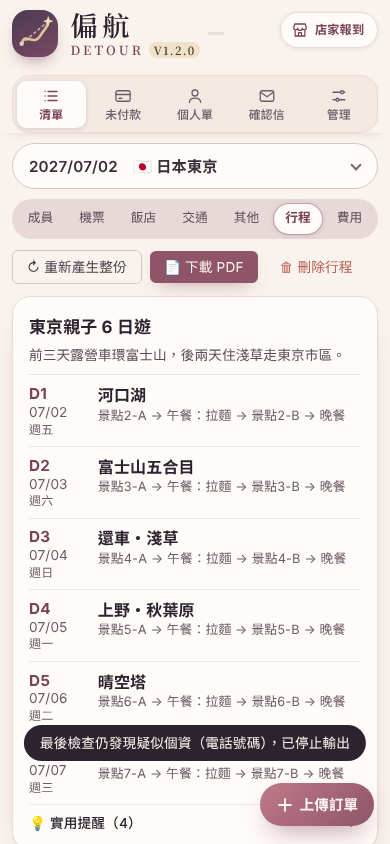 偏航
DETOUR V1.2.0
店家報到
清單 未付款 個人單 確認信 管理
2027/07/02 🇯🇵 日本東京
成員 機票 飯店 交通 其他 行程 費用
↻ 重新產生整份 📄 下載 PDF 🗑 刪除行程
東京親子 6 日遊
前三天露營車環富士山，後兩天住淺草走東京市區。
D1 河口湖
07/02 景點2-A → 午餐：拉麵 → 景點2-B → 晚餐
週五
D2 富士山五合目
07/03 景點3-A → 午餐：拉麵 → 景點3-B → 晚餐
週六
D3 還車・淺草
07/04 景點4-A → 午餐：拉麵 → 景點4-B → 晚餐
週日
D4 上野・秋葉原
07/05 景點5-A → 午餐：拉麵 → 景點5-B → 晚餐
週一
D5 晴空塔
07/06 景點6-A → 午餐：拉麵 → 景點6-B → 晚餐
週二
最後檢查仍發現疑似個資（電話號碼），已停止輸出
07/07 景點7-A → 午餐：拉麵 → 景點7-B → 晚餐
週三
＋ 上傳訂單
💡 實用提醒（4）